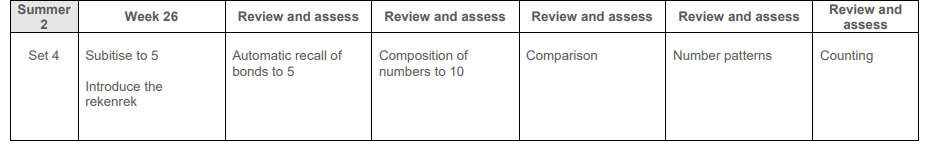 Summer 2
Week 26
Review and assess
Review and assess
Review and assess
Review and assess
Review and assess
Set 4
Subitise to 5
Introduce the
rekenrek
Automatic recall of
bonds to 5
Composition of
numbers to 10
Comparison
Number patterns
Counting